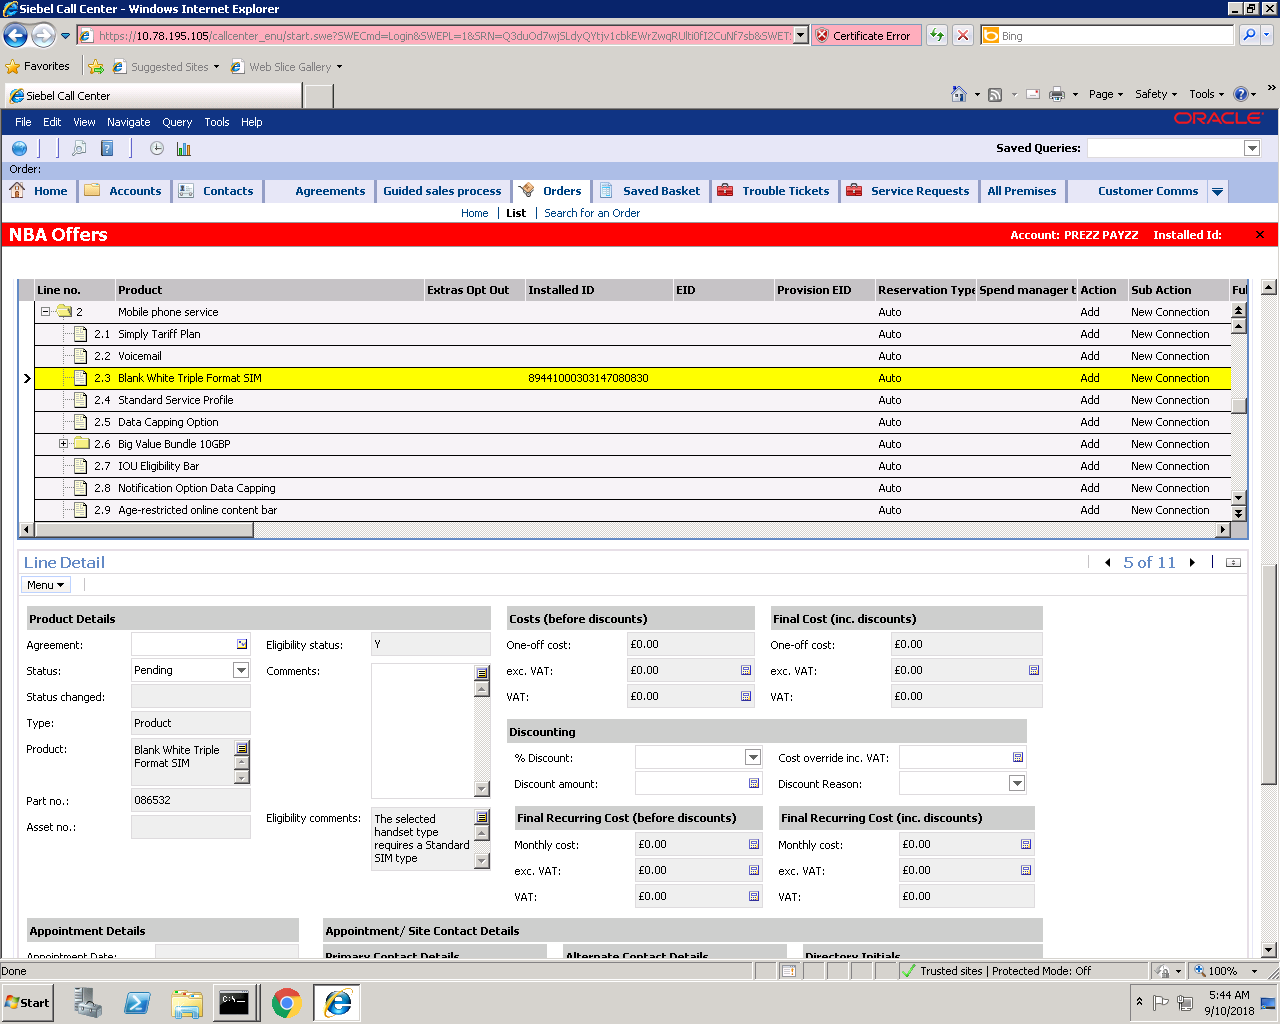 Siebel Call Center - Windows Internet Explorer
https://10.78.195.105/callcenter_enu/start.swe?SWECmd=Login&SWEPL=1&SRN=
Certificate Error
Bing
Favorites Suggested Sites Web Slice Gallery
Siebel Call Center
Page Safety Tools
File Edit View Navigate Query Tools Help
ORACLE
Saved Queries:
Order:
Home Accounts Contacts Agreements Guided sales process Orders Saved Basket Trouble Tickets Service Requests All Premises Customer Comms
Home List Search for an Order
NBA Offers Account: PREZZ PAYZZ Installed Id:
Line no. Product Extras Opt Out Installed ID EID Provision EID Reservation Type Spend manager t Action Sub Action Ful
2 Mobile phone service Auto Add New Connection
2.1 Simply Tariff Plan Auto Add New Connection
2.2 Voicemail Auto Add New Connection
2.3 Blank White Triple Format SIM 89441000303147080830 Auto Add New Connection
2.4 Standard Service Profile Auto Add New Connection
2.5 Data Capping Option Auto Add New Connection
2.6 Big Value Bundle 10GBP Auto Add New Connection
2.7 IOU Eligibility Bar Auto Add New Connection
2.8 Notification Option Data Capping Auto Add New Connection
2.9 Age-restricted online content bar Auto Add New Connection
Line Detail 5 of 11
Menu
Product Details Costs (before discounts) Final Cost (inc. discounts)
Agreement: Eligibility status: Y One-off cost: £0.00 One-off cost: £0.00
Status: Pending Comments: exc. VAT: £0.00 exc. VAT: £0.00
Status changed: VAT: £0.00 VAT: £0.00
Type: Product
Discounting
Product: Blank White Triple
Format SIM
% Discount: Cost override inc. VAT:
Discount amount: Discount Reason:
Part no.: 086532
Asset no.:
Eligibility comments: The selected
handset type
requires a Standard
SIM type
Final Recurring Cost (before discounts) Final Recurring Cost (inc. discounts)
Monthly cost: £0.00 Monthly cost: £0.00
exc. VAT: £0.00 exc. VAT: £0.00
VAT: £0.00 VAT: £0.00
Appointment Details Appointment/ Site Contact Details
Appointment Date: Primary Contact Details Alternate Contact Details Directory Initials
Done Trusted sites | Protected Mode: Off 100%
Start 5:44 AM
9/10/2018